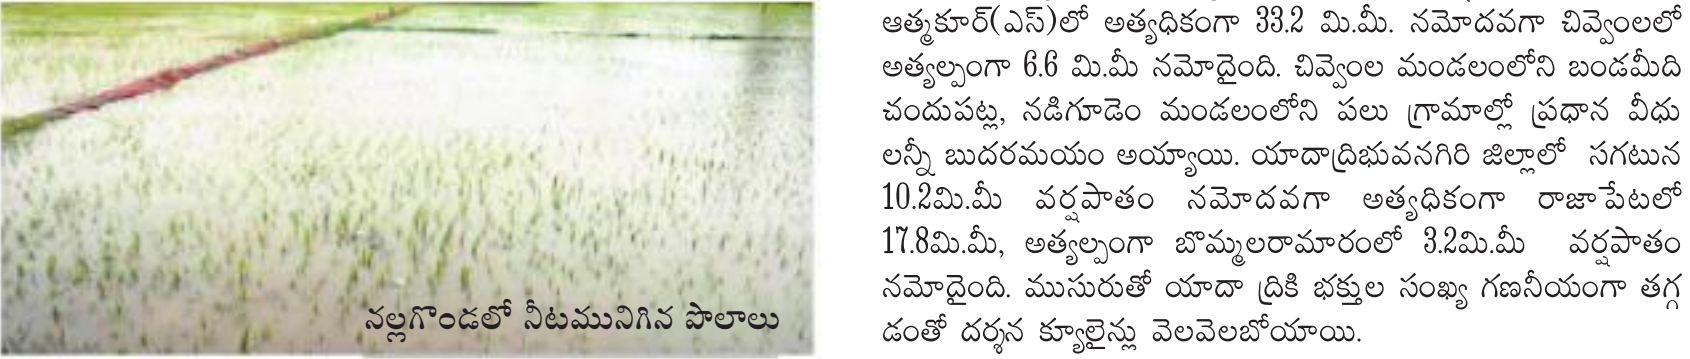 నల్లగొండలో నీటమునిగిన పొలాలు
ఆత్మకూర్(ఎస్)లో అత్యధికంగా 33.2 మి.మీ. నమోదవగా చివ్వెంలలో
అత్యల్పంగా 6.6 మి.మీ నమోదైంది. చివ్వెంల మండలంలోని బండమీది
చందుపట్ల, నడిగూడెం మండలంలోని పలు గ్రామాల్లో ప్రధాన వీధు
లన్నీ బురదమయం అయ్యాయి. యాదాద్రిభువనగిరి జిల్లాలో సగటున
10.2మి.మీ వర్షపాతం నమోదవగా అత్యధికంగా రాజాపేటలో
17.8మి.మీ, అత్యల్పంగా బొమ్మలరామారంలో 3.2మి.మీ వర్షపాతం
నమోదైంది. ముసురుతో యాదా ద్రికి భక్తుల సంఖ్య గణనీయంగా తగ్గ
డంతో దర్శన క్యూలైన్లు వెలవెలబోయాయి.